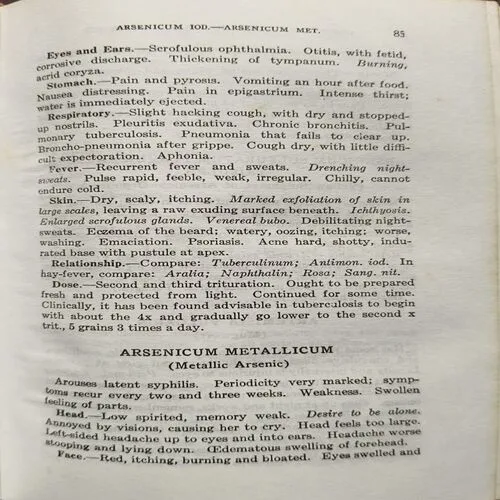 ARSENICUM IOD.—ARSENICUM MET. 85
Eyes and Ears.—Scrofulous ophthalmia. Otitis, with fetid,
corrosive discharge. Thickening of tympanum. Burning,
acrid coryza.
Stomach.—Pain and pyrosis. Vomiting an hour after food.
Nausea distressing. Pain in epigastrium. Intense thirst;
water is immediately ejected.
Respiratory.—Slight hacking cough, with dry and stopped-
up nostrils. Pleuritis exudativa. Chronic bronchitis. Pul-
monary tuberculosis. Pneumonia that fails to clear up.
Broncho-pneumonia after grippe. Cough dry, with little diffi-
cult expectoration. Aphonia.
Fever.—Recurrent fever and sweats. Drenching night-
sweats. Pulse rapid, feeble, weak, irregular. Chilly, cannot
endure cold.
Skin.—Dry, scaly, itching. Marked exfoliation of skin in
large scales, leaving a raw exuding surface beneath. Ichthyosis.
Enlarged scrofulous glands. Venereal bubo. Debilitating night-
sweats. Eczema of the beard; watery, oozing, itching; worse,
washing. Emaciation. Psoriasis. Acne hard, shotty, indu-
rated base with pustule at apex.
Relationship.—Compare: Tuberculinum; Antimon. iod. In
hay-fever, compare: Aralia; Naphthalin; Rosa; Sang. nit.
Dose.—Second and third trituration. Ought to be prepared
fresh and protected from light. Continued for some time.
Clinically, it has been found advisable in tuberculosis to begin
with about the 4x and gradually go lower to the second x
trit., 5 grains 3 times a day.
ARSENICUM METALLICUM
(Metallic Arsenic)
Arouses latent syphilis. Periodicity very marked; symp-
toms recur every two and three weeks. Weakness. Swollen
feeling of parts.
Head.—Low spirited, memory weak. Desire to be alone.
Annoyed by visions, causing her to cry. Head feels too large.
Left-sided headache up to eyes and into ears. Headache worse
stooping and lying down. Œdematous swelling of forehead.
Face.—Red, itching, burning and bloated. Eyes swelled and